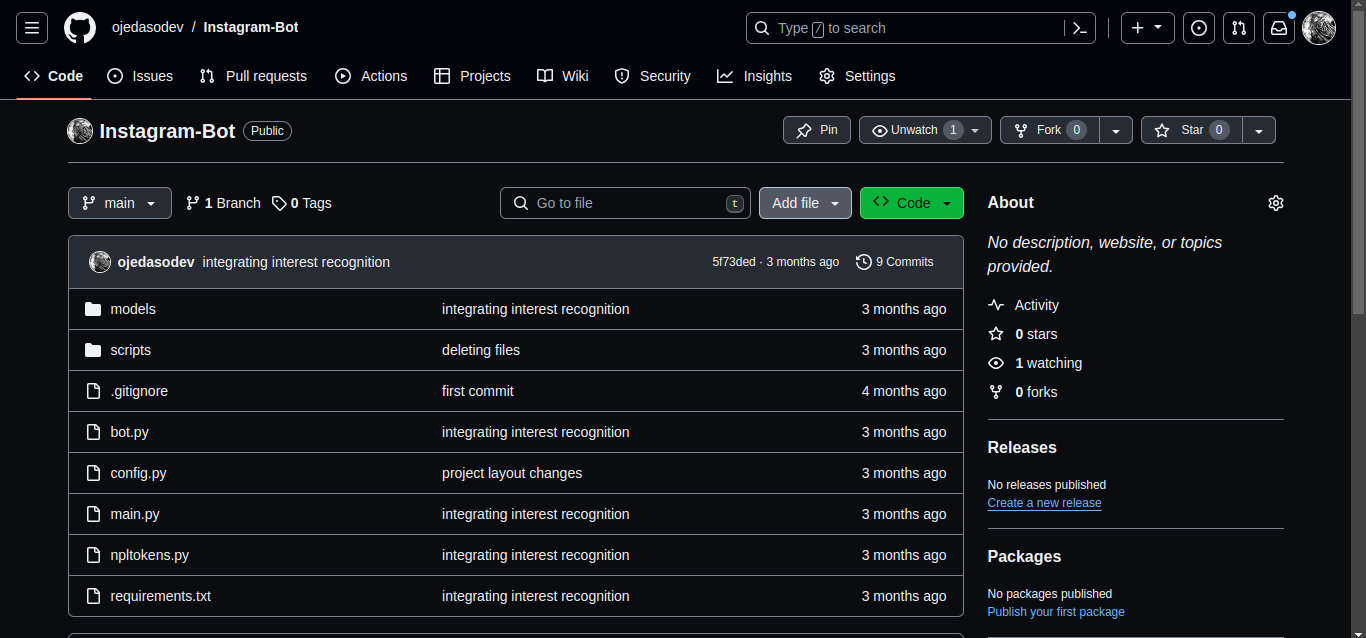 ojedasodev / Instagram-Bot
Type / to search
Code Issues Pull requests Actions Projects Wiki Security Insights Settings
Instagram-Bot Public
Pin Unwatch 1 Fork 0 Star 0
main 1 Branch 0 Tags Go to file t Add file Code
ojedasodev integrating interest recognition 5f73ded · 3 months ago 9 Commits
models integrating interest recognition 3 months ago
scripts deleting files 3 months ago
.gitignore first commit 4 months ago
bot.py integrating interest recognition 3 months ago
config.py project layout changes 3 months ago
main.py integrating interest recognition 3 months ago
npltokens.py integrating interest recognition 3 months ago
requirements.txt integrating interest recognition 3 months ago
About
No description, website, or topics
provided.
Activity
0 stars
1 watching
0 forks
Releases
No releases published
Create a new release
Packages
No packages published
Publish your first package